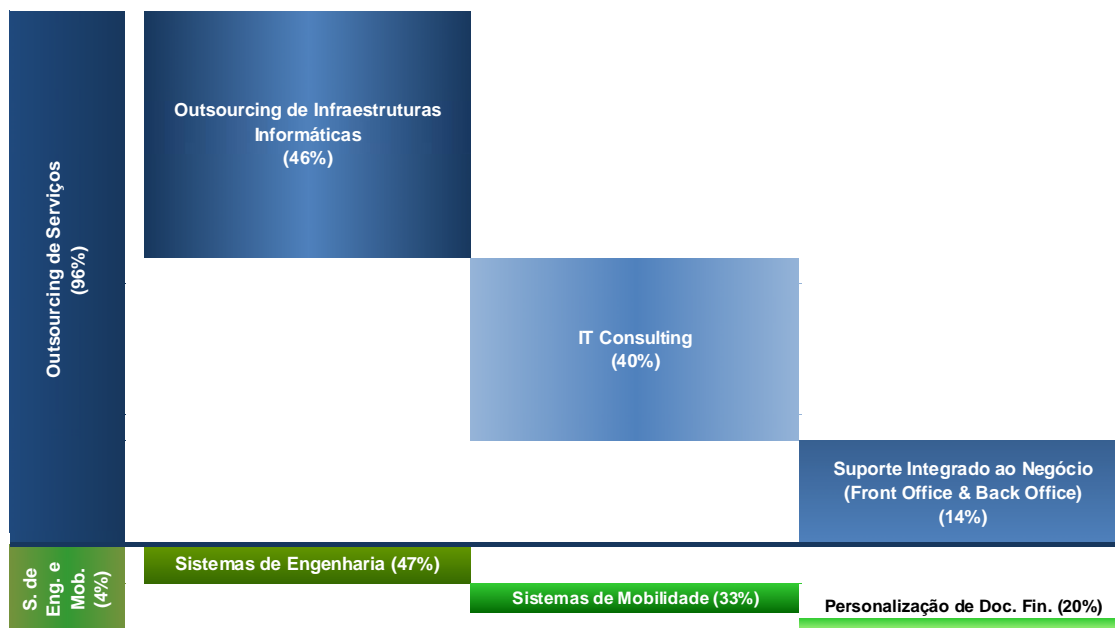 Outsourcing de Serviços
(96%)
Outsourcing de Infraestruturas
Informáticas
(46%)
IT Consulting
(40%)
Suporte Integrado ao Negócio
(Front Office & Back Office)
(14%)
S. de
Eng. e
Mob.
(4%)
Sistemas de Engenharia (47%)
Sistemas de Mobilidade (33%)
Personalização de Doc. Fin. (20%)